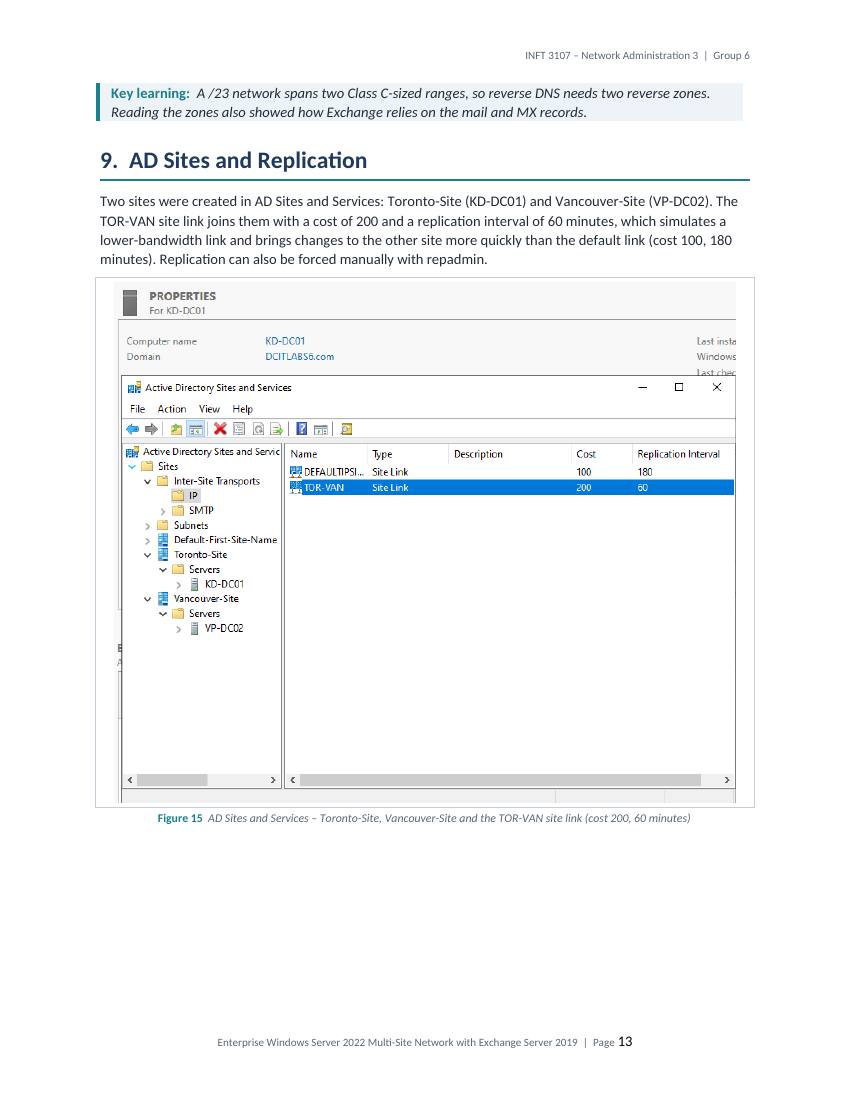 INFT 3107 – Network Administration 3 | Group 6
Key learning: A /23 network spans two Class C-sized ranges, so reverse DNS needs two reverse zones.
Reading the zones also showed how Exchange relies on the mail and MX records.
9. AD Sites and Replication
Two sites were created in AD Sites and Services: Toronto-Site (KD-DC01) and Vancouver-Site (VP-DC02). The
TOR-VAN site link joins them with a cost of 200 and a replication interval of 60 minutes, which simulates a
lower-bandwidth link and brings changes to the other site more quickly than the default link (cost 100, 180
minutes). Replication can also be forced manually with repadmin.
PROPERTIES
For KD-DC01
Computer name KD-DC01 Last insta
Domain DCITLABS6.com Windows
Last chec
Active Directory Sites and Services
File Action View Help
Active Directory Sites and Servic
Sites
Inter-Site Transports
IP
SMTP
Subnets
Default-First-Site-Name
Toronto-Site
Servers
KD-DC01
Vancouver-Site
Servers
VP-DC02
Name Type Description Cost Replication Interval
DEFAULTIPSI... Site Link 100 180
TOR-VAN Site Link 200 60
Figure 15 AD Sites and Services – Toronto-Site, Vancouver-Site and the TOR-VAN site link (cost 200, 60 minutes)
Enterprise Windows Server 2022 Multi-Site Network with Exchange Server 2019 | Page 13